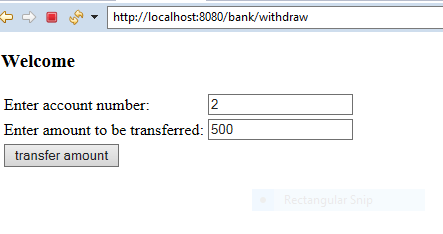 http://localhost:8080/bank/withdraw
Welcome
Enter account number: 2
Enter amount to be transferred: 500
transfer amount
Rectangular Snip